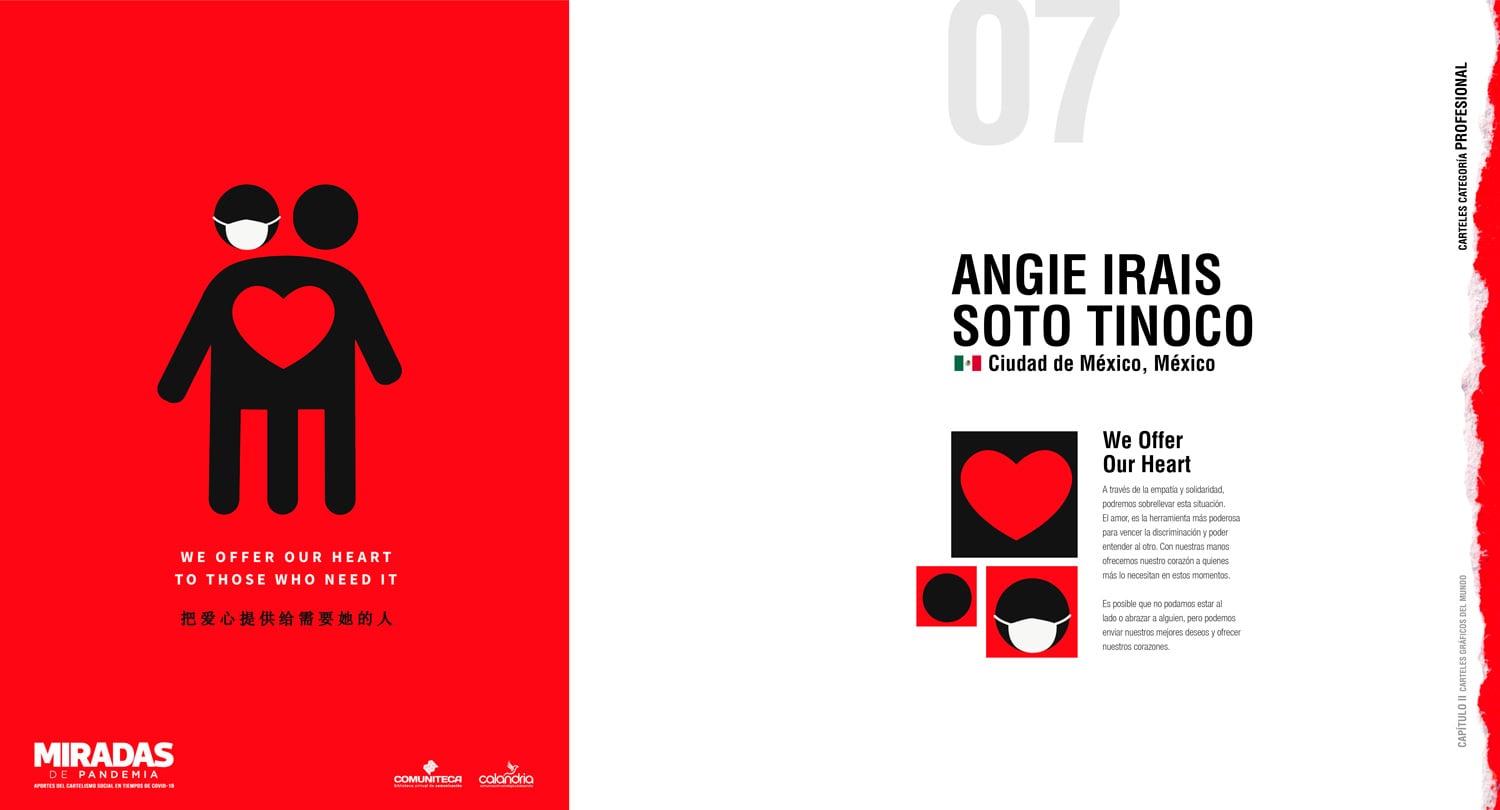 WE OFFER OUR HEART
TO THOSE WHO NEED IT
把爱心提供给需要她的人
MIRADAS
DE PANDEMIA
APORTES DEL CARTELISMO SOCIAL EN TIEMPOS DE COVID-19
COMUNITECA
biblioteca virtual de comunicación
calandria
07
ANGIE IRAIS
SOTO TINOCO
Ciudad de México, México
We Offer
Our Heart
A través de la empatía y solidaridad,
podremos sobrellevar esta situación.
El amor, es la herramienta más poderosa
para vencer la discriminación y poder
entender al otro. Con nuestras manos
ofrecemos nuestro corazón a quienes
más lo necesitan en estos momentos.
Es posible que no podamos estar al
lado o abrazar a alguien, pero podemos
enviar nuestros mejores deseos y ofrecer
nuestros corazones.
CARTELES CATEGORÍA PROFESIONAL
CAPÍTULO II CARTELES GRÁFICOS DEL MUNDO